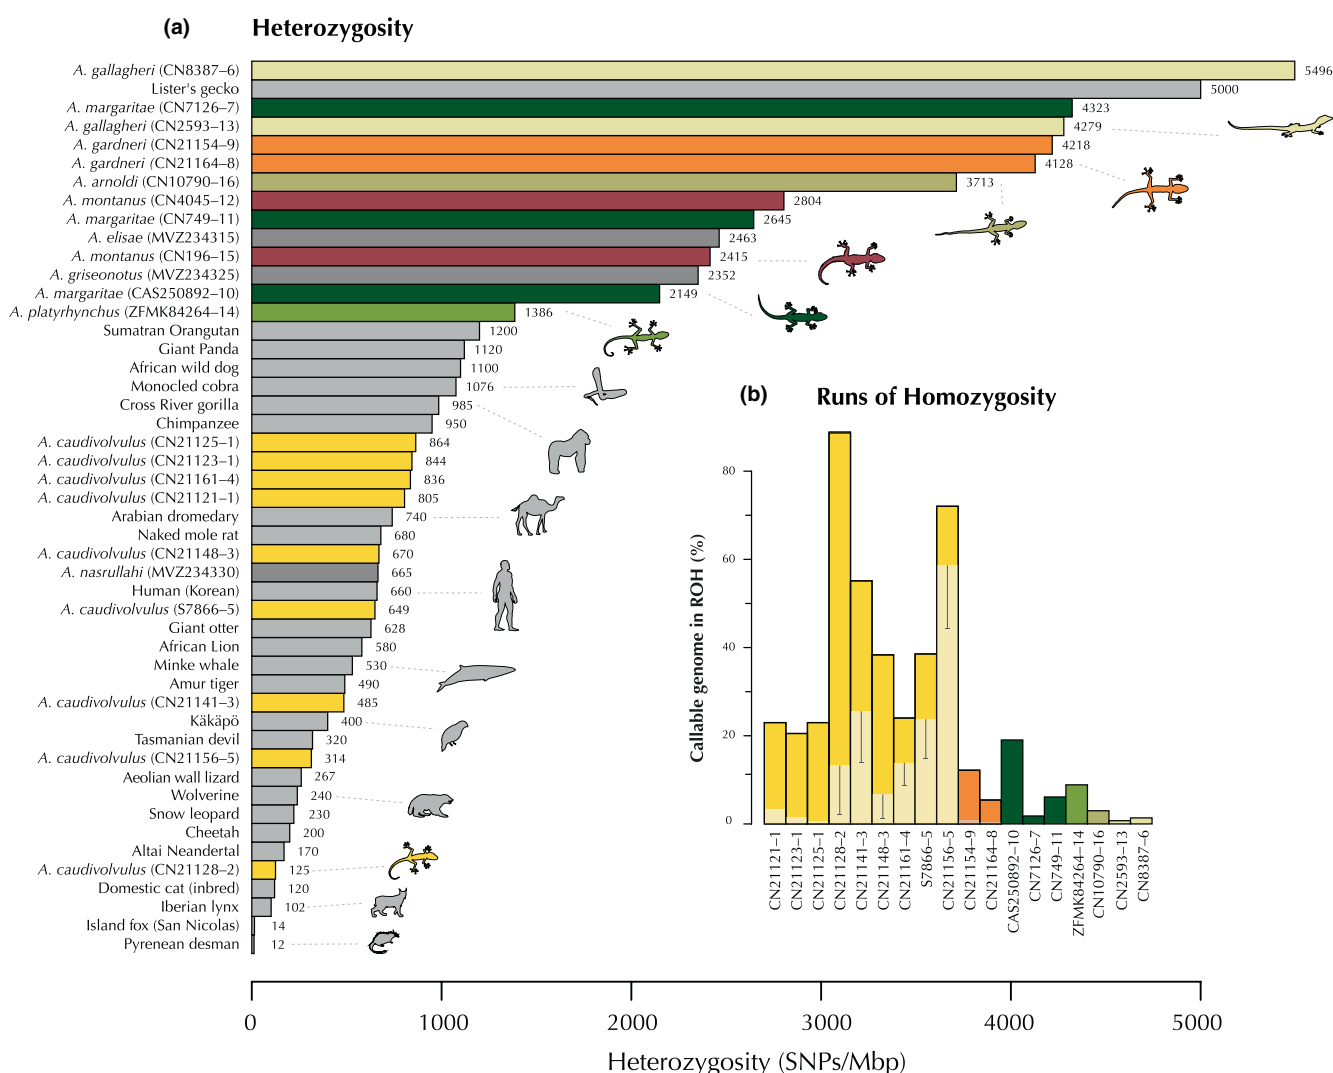 (a) Heterozygosity
A. gallagheri (CN8387–6) 5496
Lister's gecko 5000
A. margaritae (CN7126–7) 4323
A. gallagheri (CN2593–13) 4279
A. gardneri (CN21154–9) 4218
A. gardneri (CN21164–8) 4128
A. arnoldi (CN10790–16) 3713
A. montanus (CN4045–12) 2804
A. margaritae (CN749–11) 2645
A. elisae (MVZ234315) 2463
A. montanus (CN196–15) 2415
A. griseonotus (MVZ234325) 2352
A. margaritae (CAS250892–10) 2149
A. platyrhynchus (ZFMK84264–14) 1386
Sumatran Orangutan 1200
Giant Panda 1120
African wild dog 1100
Monocled cobra 1076
Cross River gorilla 985
Chimpanzee 950
A. caudivolvulus (CN21125–1) 864
A. caudivolvulus (CN21123–1) 844
A. caudivolvulus (CN21161–4) 836
A. caudivolvulus (CN21121–1) 805
Arabian dromedary 740
Naked mole rat 680
A. caudivolvulus (CN21148–3) 670
A. nasrullahi (MVZ234330) 665
Human (Korean) 660
A. caudivolvulus (S7866–5) 649
Giant otter 628
African Lion 580
Minke whale 530
Amur tiger 490
A. caudivolvulus (CN21141–3) 485
Käkäpö 400
Tasmanian devil 320
A. caudivolvulus (CN21156–5) 314
Aeolian wall lizard 267
Wolverine 240
Snow leopard 230
Cheetah 200
Altai Neandertal 170
A. caudivolvulus (CN21128–2) 125
Domestic cat (inbred) 120
Iberian lynx 102
Island fox (San Nicolas) 14
Pyrenean desman 12
0 1000 2000 3000 4000 5000
Heterozygosity (SNPs/Mbp)
(b) Runs of Homozygosity
Callable genome in ROH (%)
80
60
40
20
0
CN21121–1
CN21123–1
CN21125–1
CN21128–2
CN21141–3
CN21148–3
CN21161–4
S7866–5
CN21156–5
CN21154–9
CN21164–8
CAS250892–10
CN7126–7
CN749–11
ZFMK84264–14
CN10790–16
CN2593–13
CN8387–6